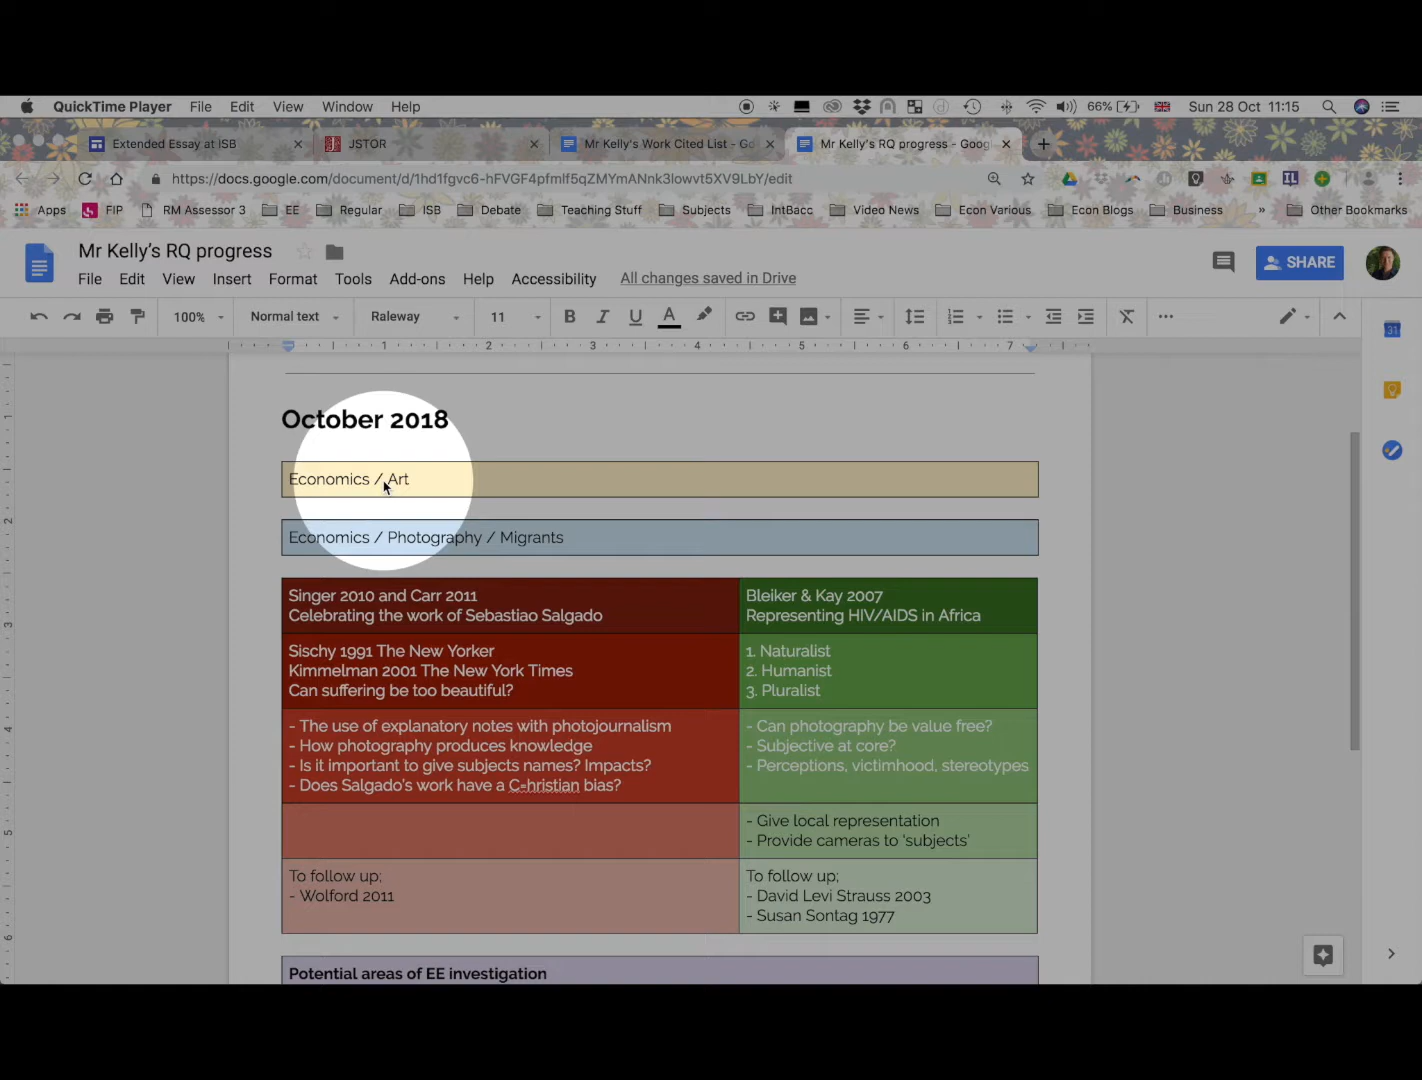 QuickTime Player File Edit View Window Help 66% Sun 28 Oct 11:15
Extended Essay at ISB JSTOR Mr Kelly's Work Cited List - Go Mr Kelly's RQ progress - Googl
https://docs.google.com/document/d/1hd1fgvc6-hFVGF4pfmlf5qZMYmANnk3lowvt5XV9LbY/edit
Apps FIP RM Assessor 3 EE Regular ISB Debate Teaching Stuff Subjects IntBacc Video News Econ Various Econ Blogs Business » Other Bookmarks
Mr Kelly's RQ progress
SHARE
File Edit View Insert Format Tools Add-ons Help Accessibility All changes saved in Drive
100% Normal text Raleway 11 B I U A
1 2 3 4 5 6 7
October 2018
Economics / Art
Economics / Photography / Migrants
Singer 2010 and Carr 2011
Celebrating the work of Sebastiao Salgado
Bleiker & Kay 2007
Representing HIV/AIDS in Africa
Sischy 1991 The New Yorker
Kimmelman 2001 The New York Times
Can suffering be too beautiful?
1. Naturalist
2. Humanist
3. Pluralist
- The use of explanatory notes with photojournalism
- How photography produces knowledge
- Is it important to give subjects names? Impacts?
- Does Salgado's work have a C=hristian bias?
- Can photography be value free?
- Subjective at core?
- Perceptions, victimhood, stereotypes
- Give local representation
- Provide cameras to 'subjects'
To follow up;
- Wolford 2011
To follow up;
- David Levi Strauss 2003
- Susan Sontag 1977
Potential areas of EE investigation